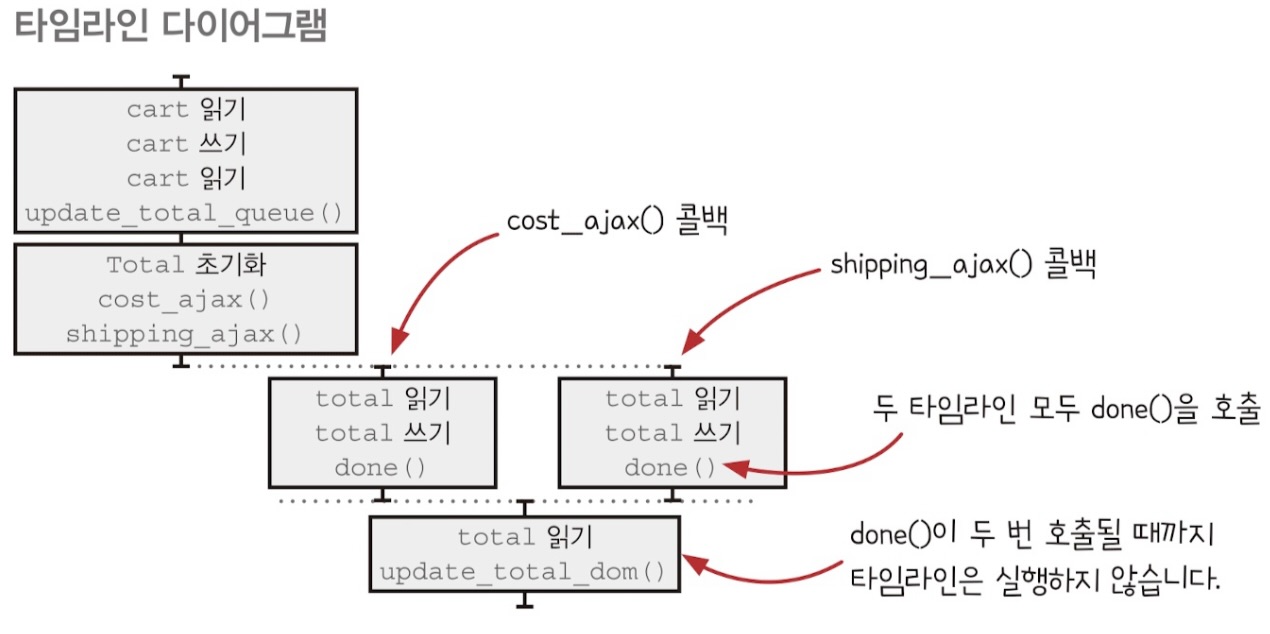 타임라인 다이어그램
cart 읽기
cart 쓰기
cart 읽기
update_total_queue()
Total 초기화
cost_ajax()
shipping_ajax()
cost_ajax() 콜백
shipping_ajax() 콜백
total 읽기
total 쓰기
done()
total 읽기
total 쓰기
done()
두 타임라인 모두 done()을 호출
total 읽기
update_total_dom()
done()이 두 번 호출될 때까지
타임라인은 실행하지 않습니다.